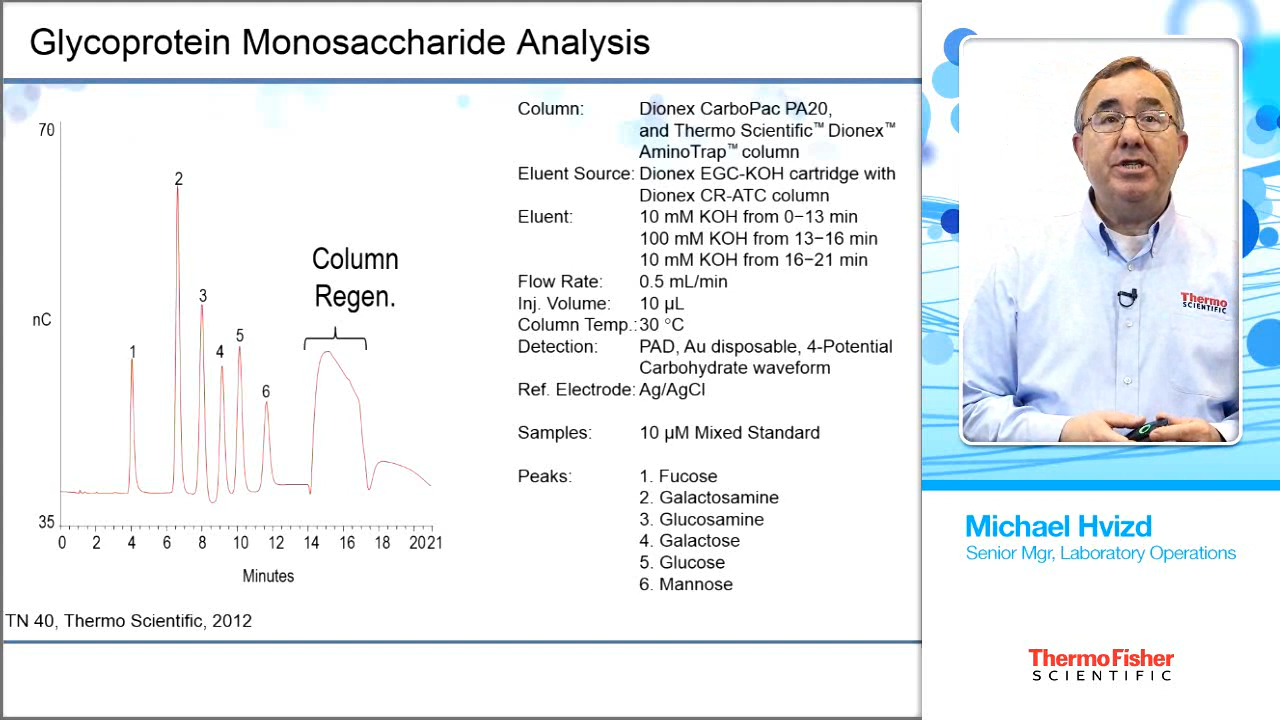 Glycoprotein Monosaccharide Analysis
70
nC
35
0 2 4 6 8 10 12 14 16 18 2021
Minutes
1
2
3
4
5
6
Column
Regen.
Column: Dionex CarboPac PA20,
and Thermo Scientific™ Dionex™
AminoTrap™ column
Eluent Source: Dionex EGC-KOH cartridge with
Dionex CR-ATC column
Eluent: 10 mM KOH from 0−13 min
100 mM KOH from 13−16 min
10 mM KOH from 16−21 min
Flow Rate: 0.5 mL/min
Inj. Volume: 10 µL
Column Temp.: 30 °C
Detection: PAD, Au disposable, 4-Potential
Carbohydrate waveform
Ref. Electrode: Ag/AgCl
Samples: 10 µM Mixed Standard
Peaks: 1. Fucose
2. Galactosamine
3. Glucosamine
4. Galactose
5. Glucose
6. Mannose
TN 40, Thermo Scientific, 2012
Thermo
SCIENTIFIC
Michael Hvizd
Senior Mgr, Laboratory Operations
ThermoFisher
SCIENTIFIC